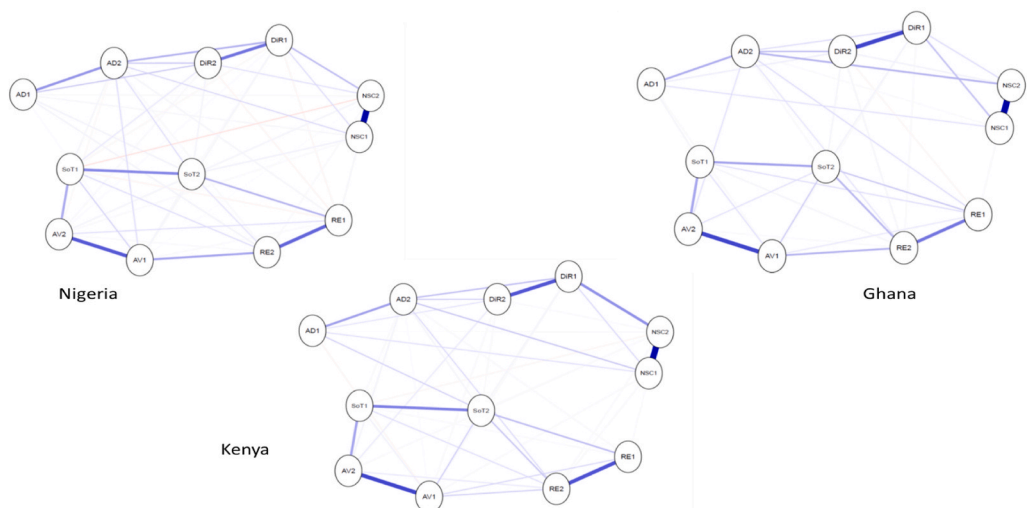 DiR1
AD2
DiR2
AD1
NSC2
NSC1
SoT1
SoT2
RE1
AV2
RE2
AV1
Nigeria
DiR1
AD2
DiR2
AD1
NSC2
NSC1
SoT1
SoT2
RE1
AV2
RE2
AV1
Ghana
DiR1
AD2
DiR2
AD1
NSC2
NSC1
SoT1
SoT2
Kenya
RE1
AV2
RE2
AV1